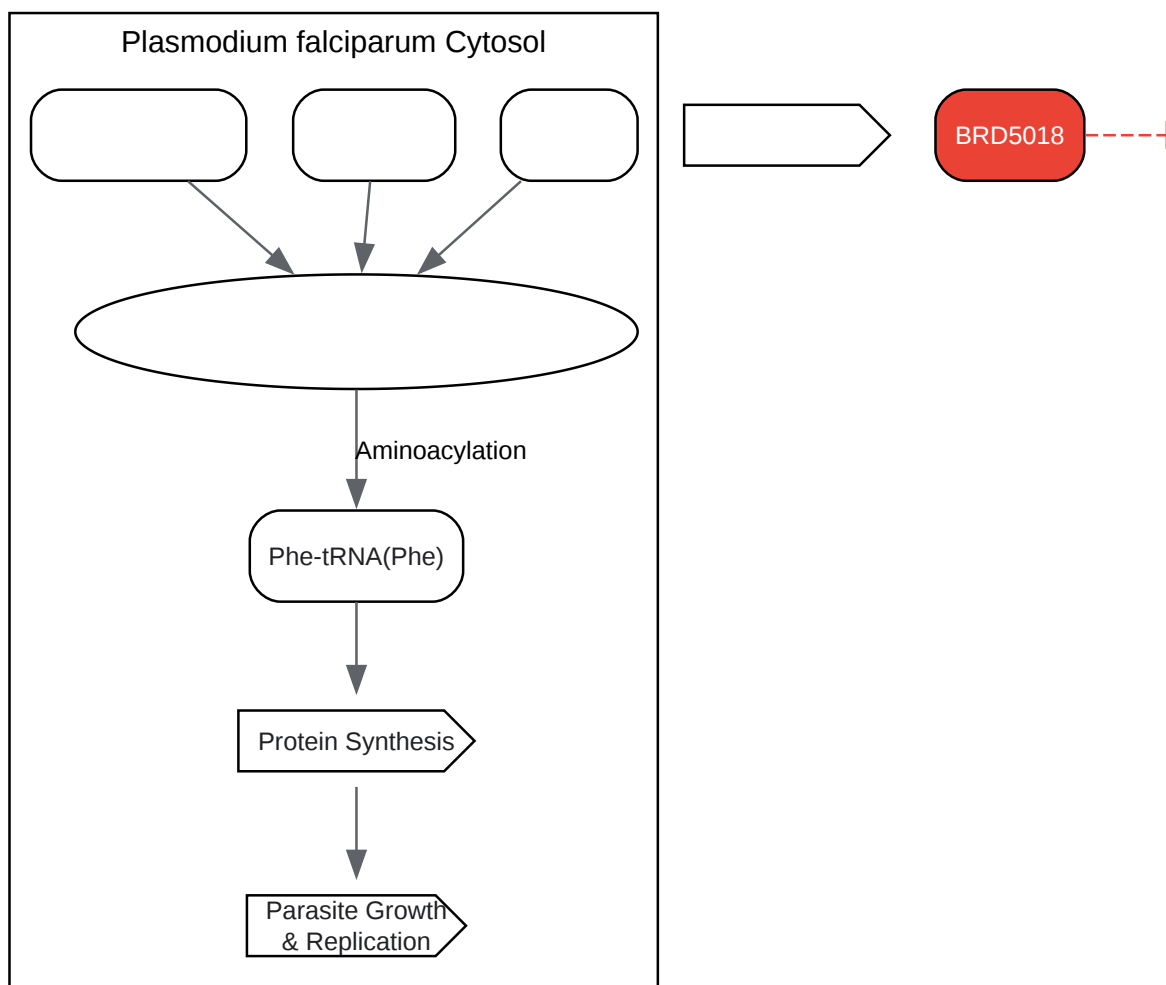 Plasmodium falciparum Cytosol
BRD5018
Aminoacylation
Phe-tRNA(Phe)
Protein Synthesis
Parasite Growth
& Replication